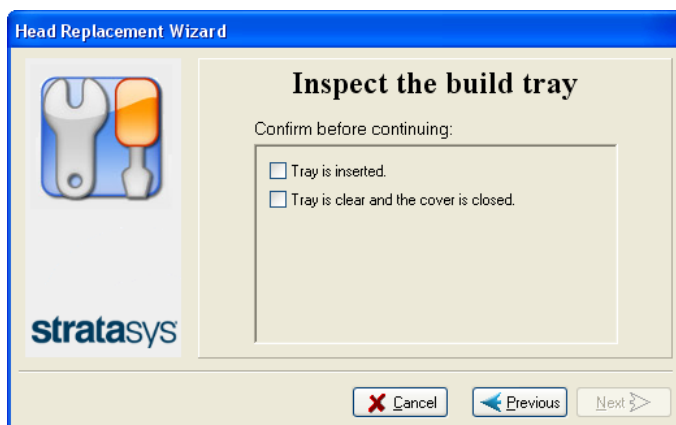 Head Replacement Wizard
Inspect the build tray
Confirm before continuing:
Tray is inserted.
Tray is clear and the cover is closed.
stratasys
Cancel
Previous
Next